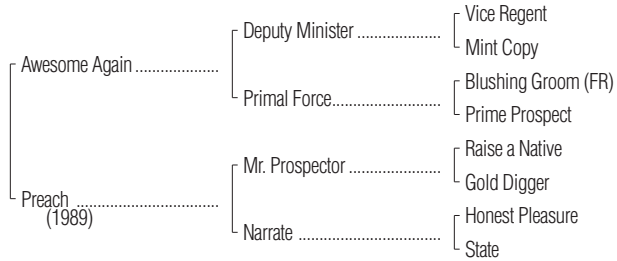 Vice Regent
Deputy Minister ..................
Mint Copy
Awesome Again ..................
Blushing Groom (FR)
Primal Force.......................
Prime Prospect
Raise a Native
Mr. Prospector ...................
Gold Digger
Preach ..............................
(1989)
Honest Pleasure
Narrate ..............................
State